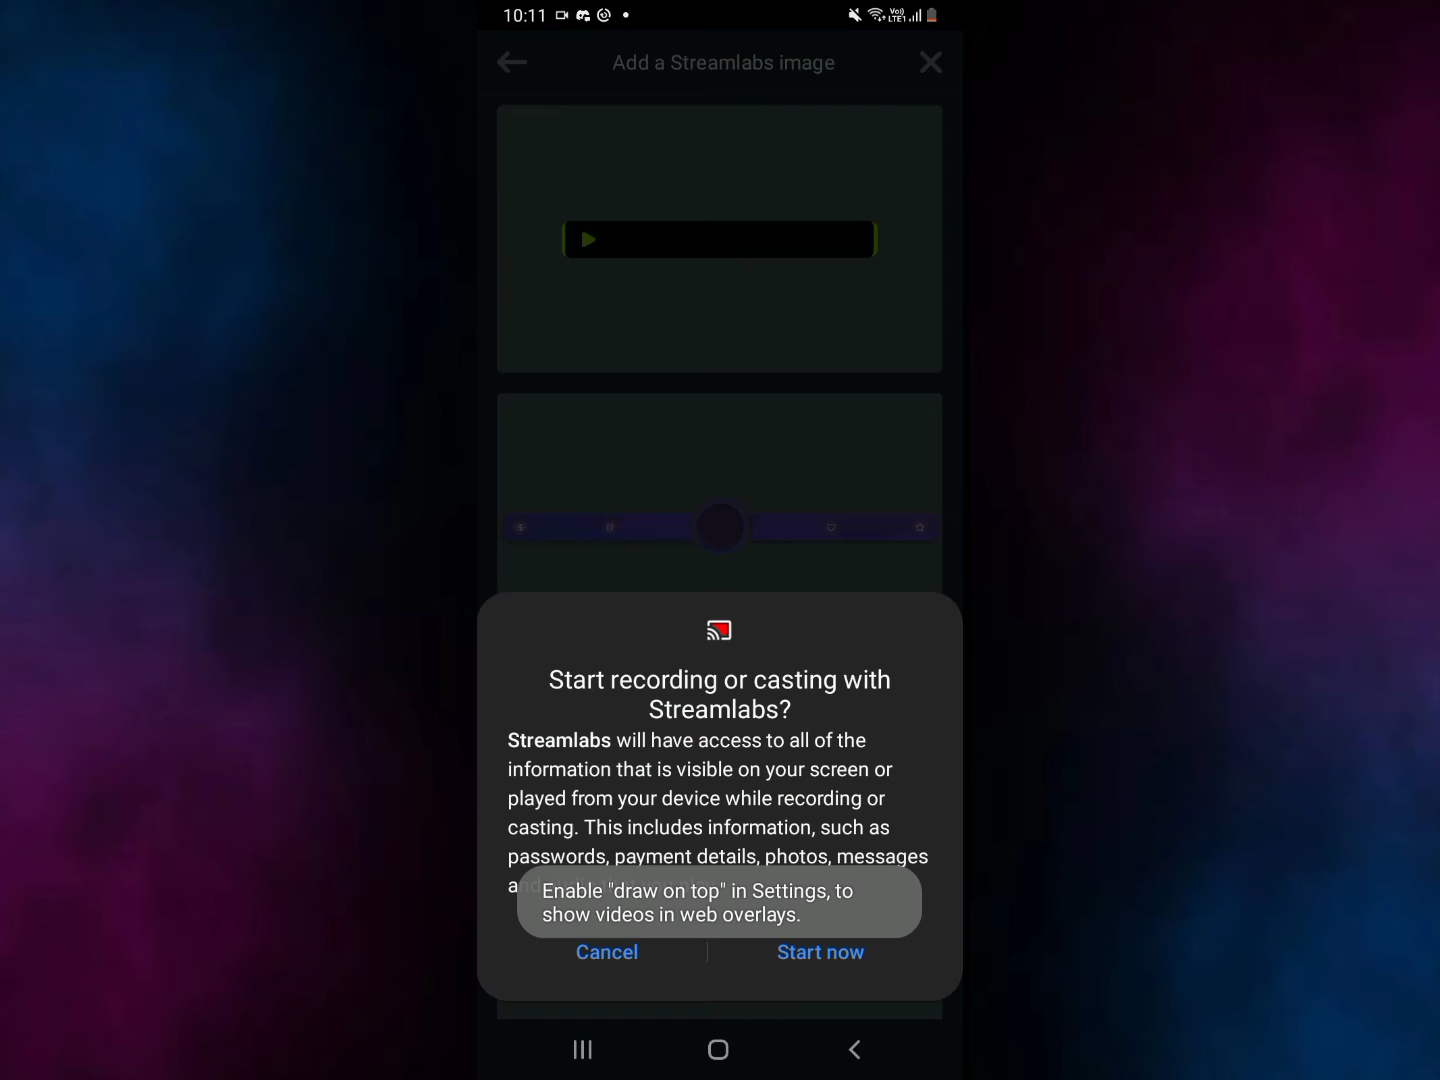 10:11
Vo))
LTE1
Add a Streamlabs image
Start recording or casting with
Streamlabs?
Streamlabs will have access to all of the
information that is visible on your screen or
played from your device while recording or
casting. This includes information, such as
passwords, payment details, photos, messages
Enable "draw on top" in Settings, to
show videos in web overlays.
Cancel
Start now